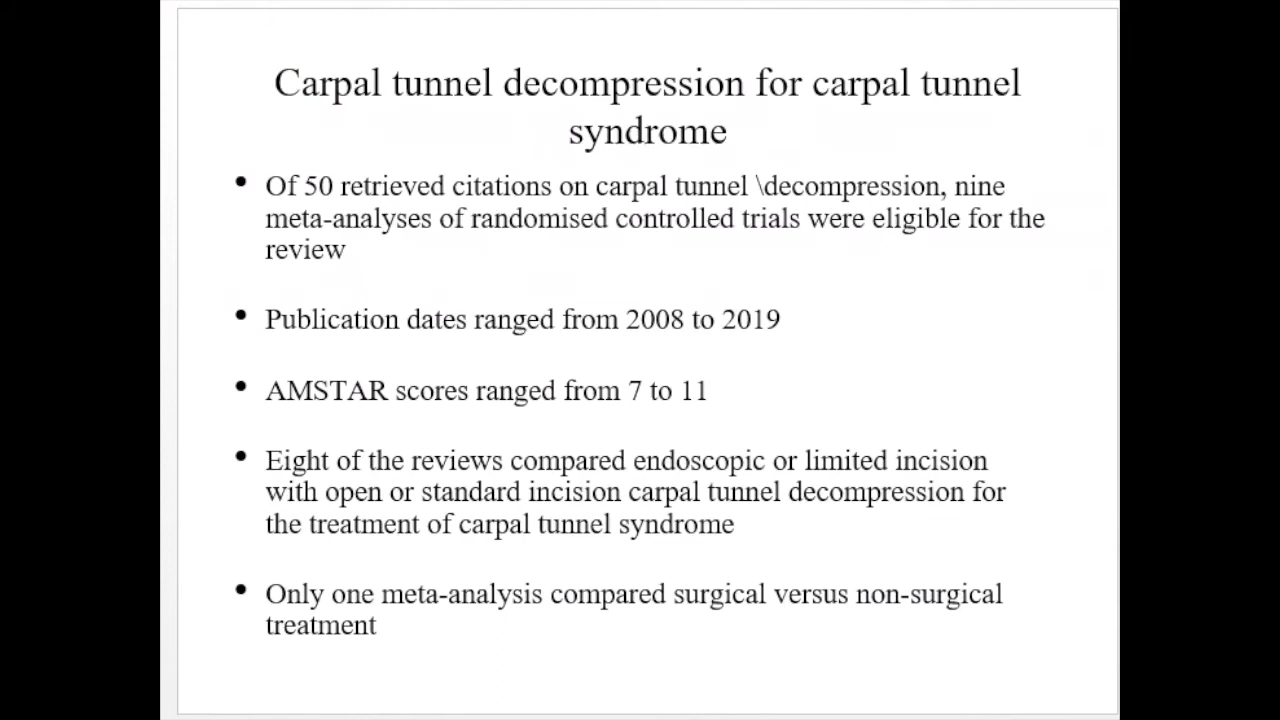 Carpal tunnel decompression for carpal tunnel
syndrome
• Of 50 retrieved citations on carpal tunnel \decompression, nine
meta-analyses of randomised controlled trials were eligible for the
review
• Publication dates ranged from 2008 to 2019
• AMSTAR scores ranged from 7 to 11
• Eight of the reviews compared endoscopic or limited incision
with open or standard incision carpal tunnel decompression for
the treatment of carpal tunnel syndrome
• Only one meta-analysis compared surgical versus non-surgical
treatment